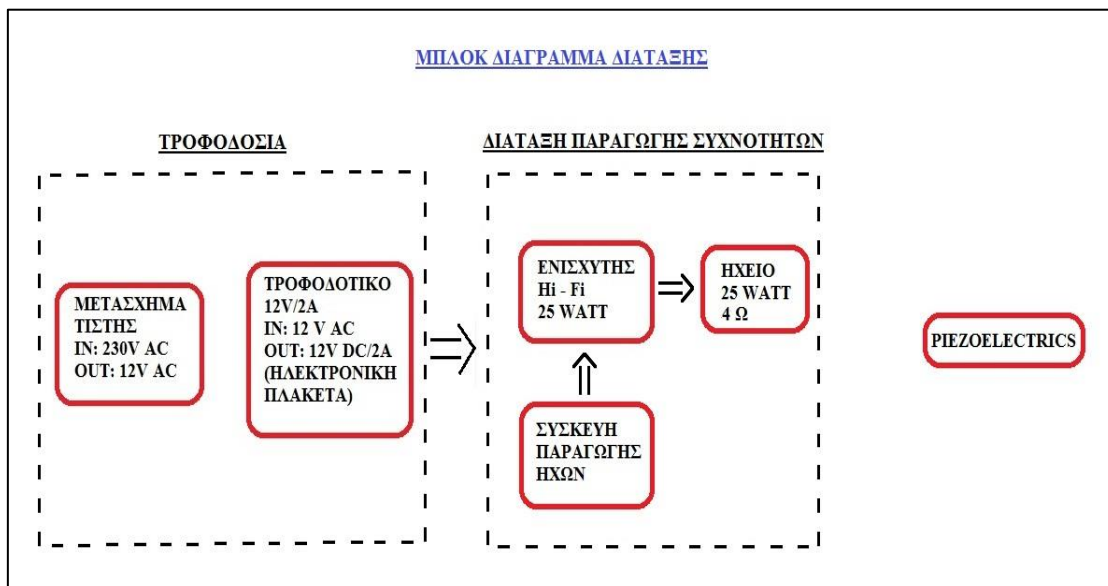 ΜΠΛΟΚ ΔΙΑΓΡΑΜΜΑ ΔΙΑΤΑΞΗΣ
ΤΡΟΦΟΔΟΣΙΑ
ΜΕΤΑΣΧΗΜΑ
ΤΙΣΤΗΣ
IN: 230V AC
OUT: 12V AC
ΤΡΟΦΟΔΟΤΙΚΟ
12V/2A
IN: 12 V AC
OUT: 12V DC/2A
(ΗΛΕΚΤΡΟΝΙΚΗ
ΠΛΑΚΕΤΑ)
ΔΙΑΤΑΞΗ ΠΑΡΑΓΩΓΗΣ ΣΥΧΝΟΤΗΤΩΝ
ΕΝΙΣΧΥΤΗΣ
Hi - Fi
25 WATT
ΗΧΕΙΟ
25 WATT
4 Ω
ΣΥΣΚΕΥΗ
ΠΑΡΑΓΩΓΗΣ
ΗΧΩΝ
PIEZOELECTRICS